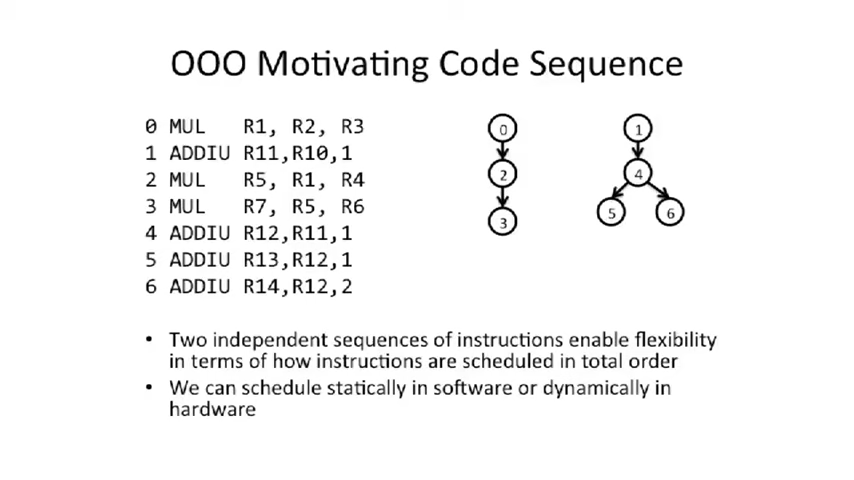 OOO Motivating Code Sequence
0 MUL R1, R2, R3
1 ADDIU R11,R10,1
2 MUL R5, R1, R4
3 MUL R7, R5, R6
4 ADDIU R12,R11,1
5 ADDIU R13,R12,1
6 ADDIU R14,R12,2
0
2
3
1
4
5 6
• Two independent sequences of instructions enable flexibility
in terms of how instructions are scheduled in total order
• We can schedule statically in software or dynamically in
hardware